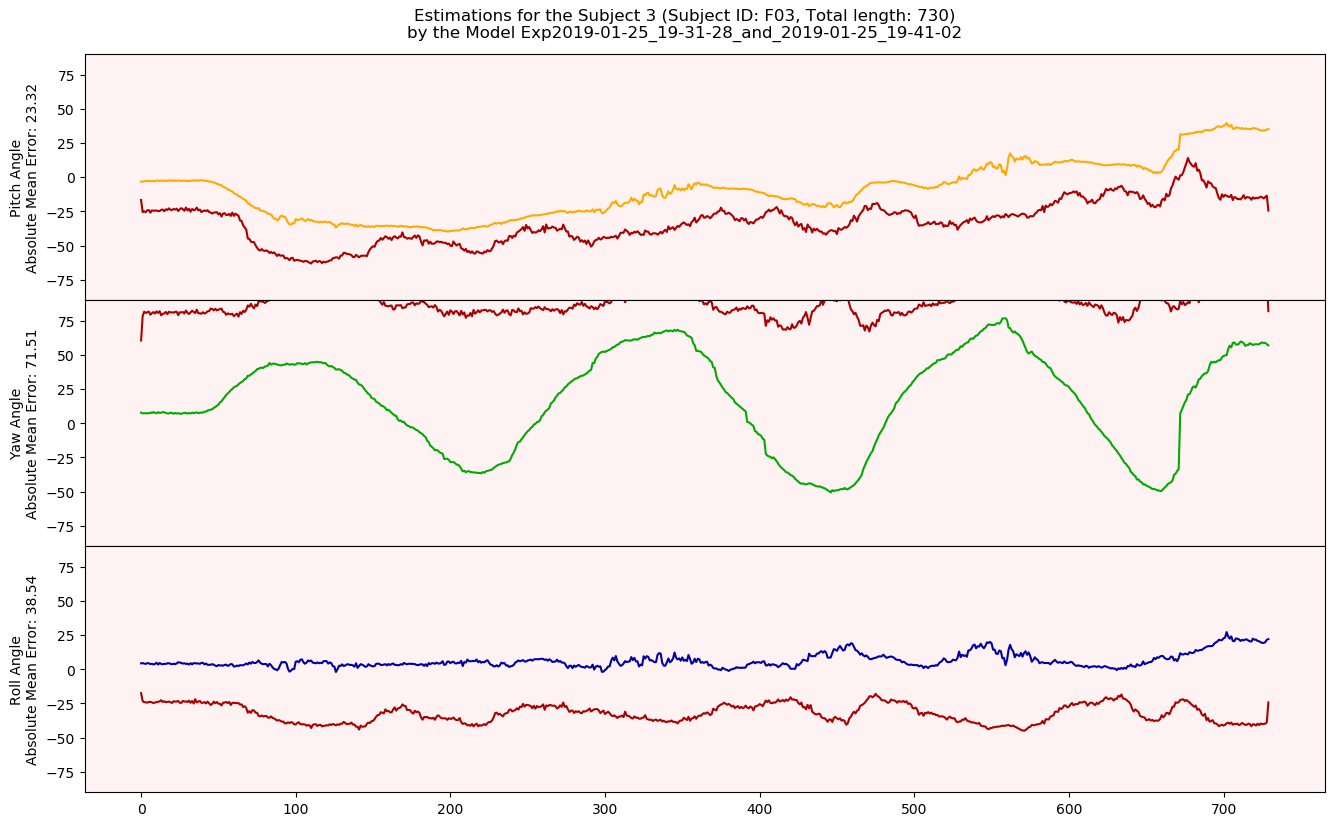 Estimations for the Subject 3 (Subject ID: F03, Total length: 730)
by the Model Exp2019-01-25_19-31-28_and_2019-01-25_19-41-02
Pitch Angle
Absolute Mean Error: 23.32
75
50
25
0
−25
−50
−75
Yaw Angle
Absolute Mean Error: 71.51
75
50
25
0
−25
−50
−75
Roll Angle
Absolute Mean Error: 38.54
75
50
25
0
−25
−50
−75
0 100 200 300 400 500 600 700